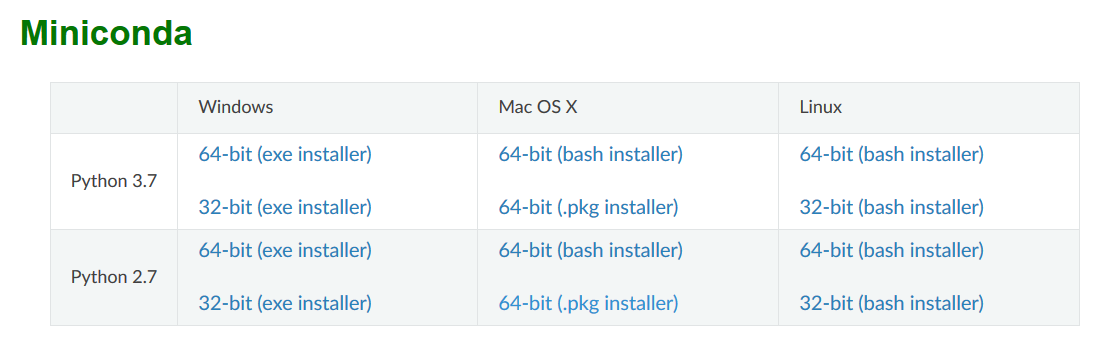 Miniconda
Windows Mac OS X Linux
Python 3.7
64-bit (exe installer) 64-bit (bash installer) 64-bit (bash installer)
32-bit (exe installer) 64-bit (.pkg installer) 32-bit (bash installer)
Python 2.7
64-bit (exe installer) 64-bit (bash installer) 64-bit (bash installer)
32-bit (exe installer) 64-bit (.pkg installer) 32-bit (bash installer)